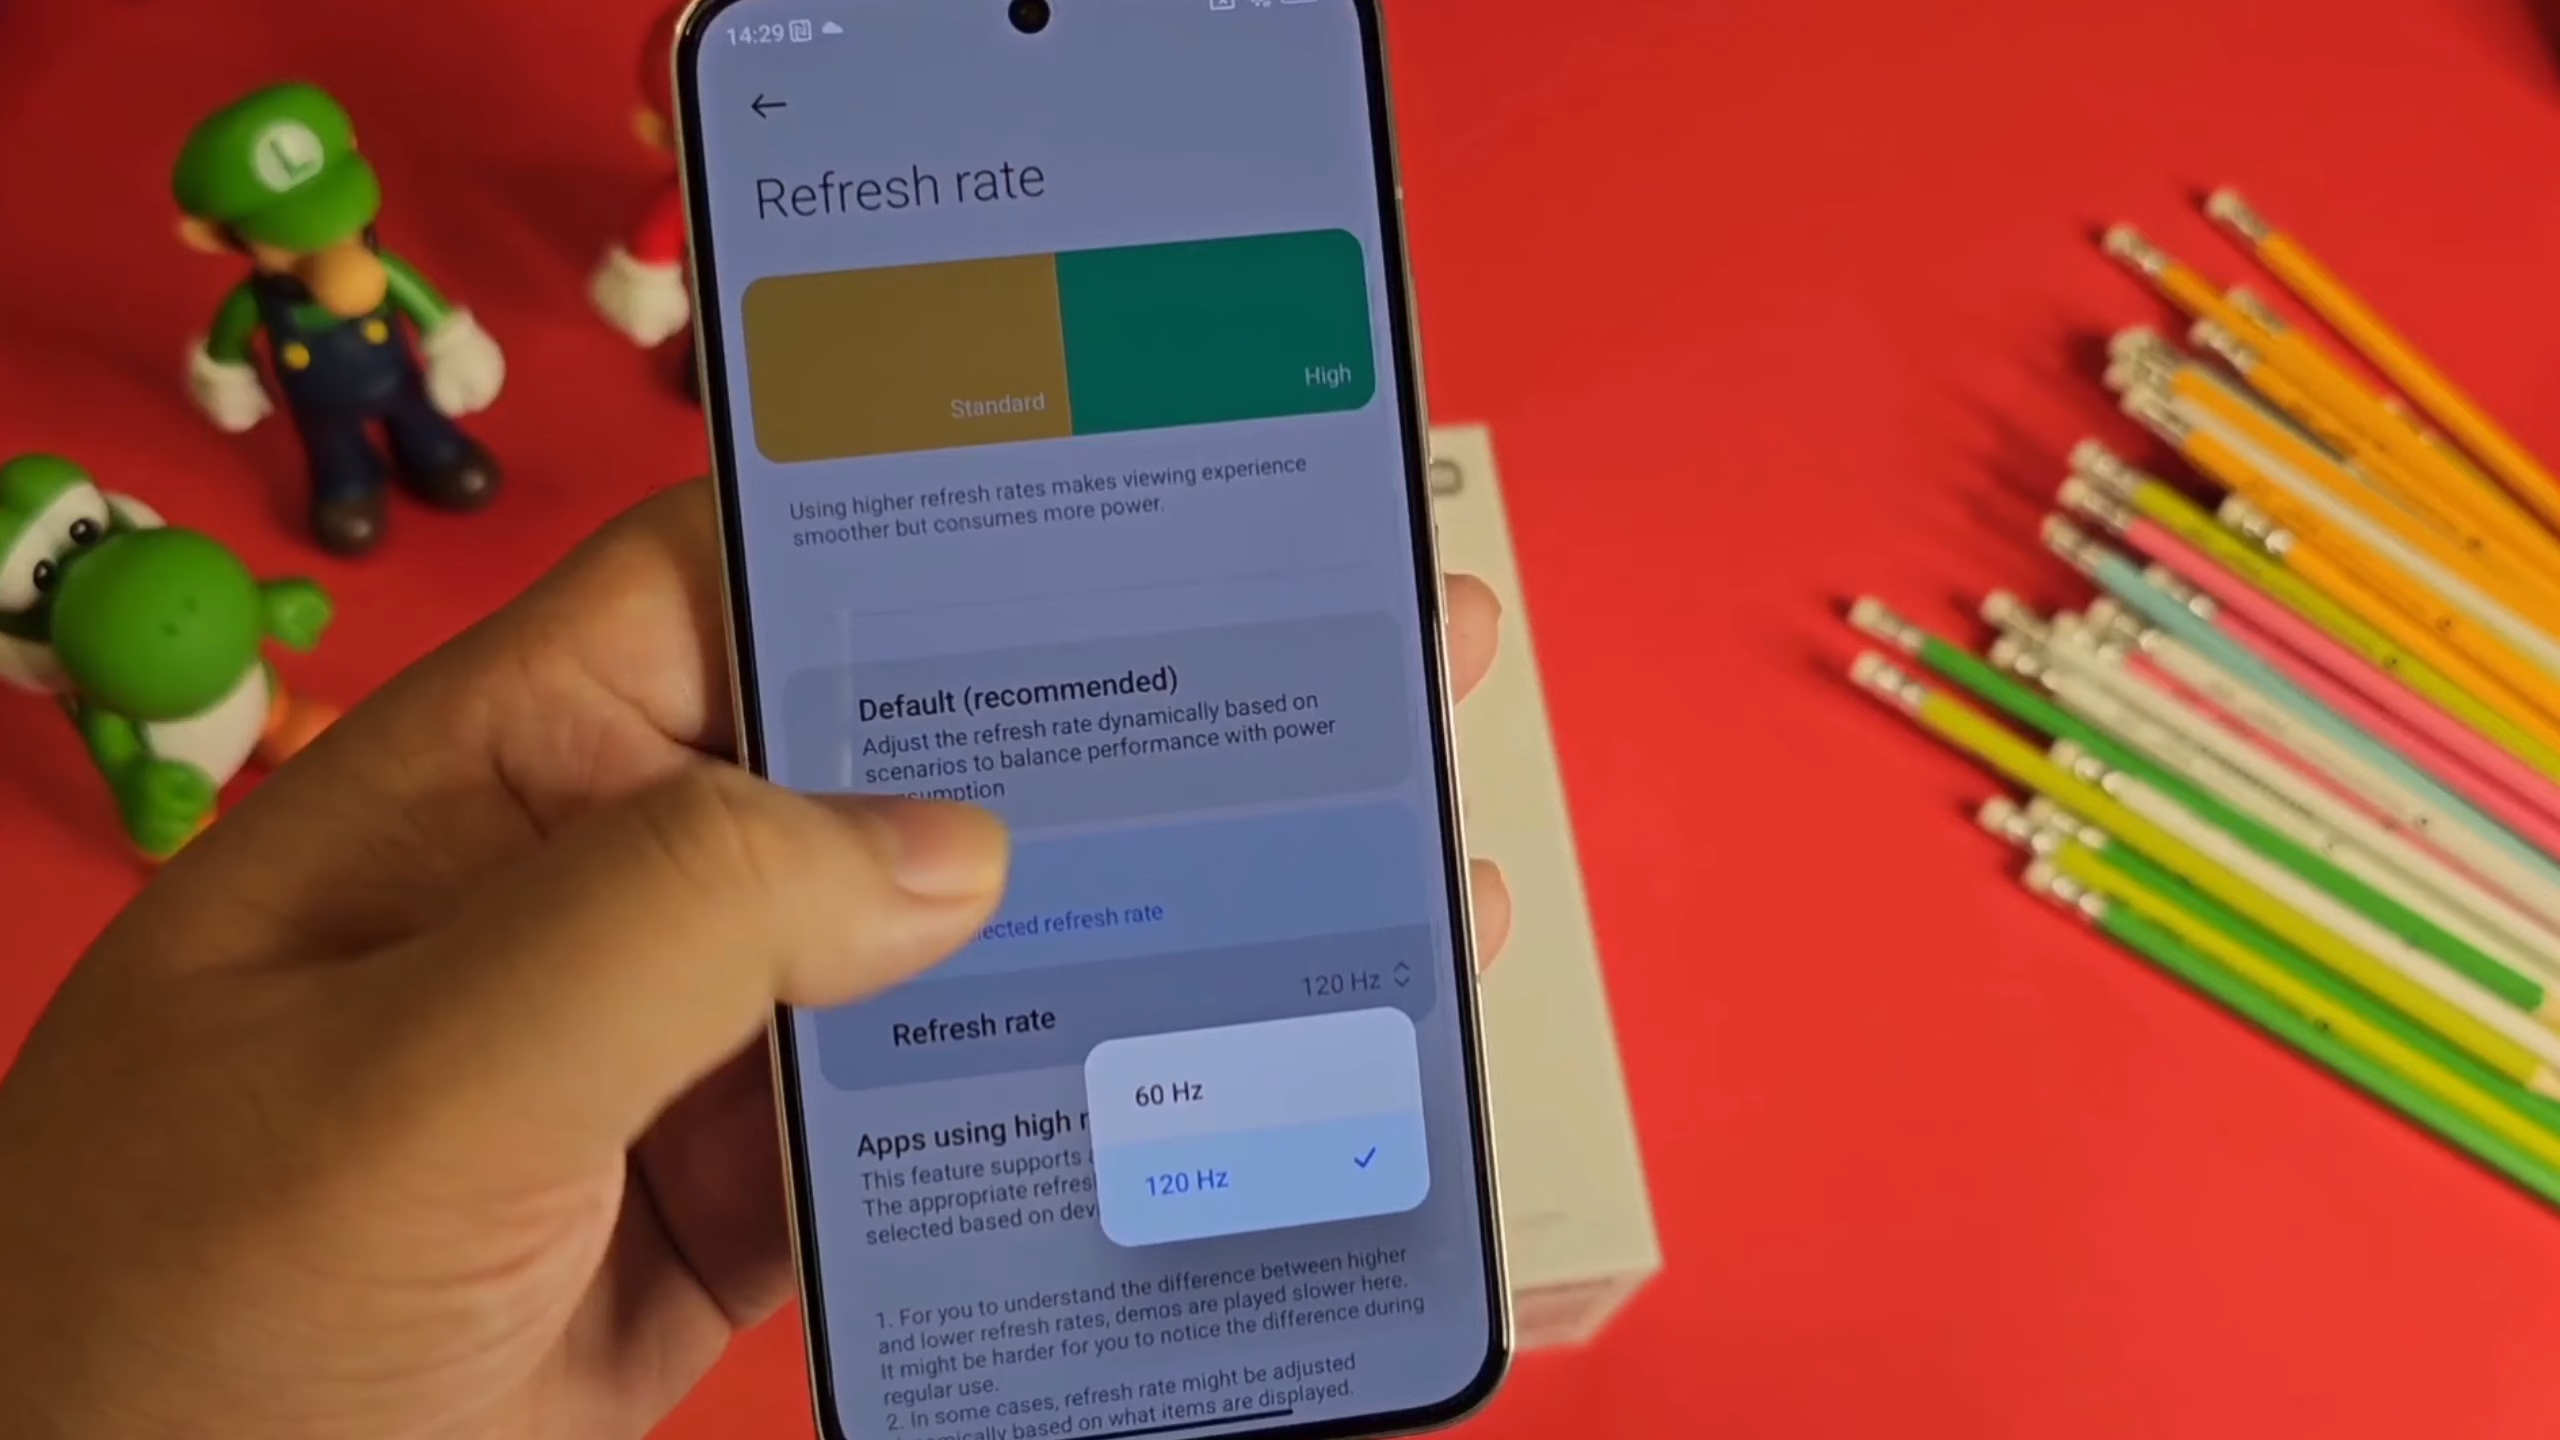 14:29
L
Refresh rate
Standard
High
Using higher refresh rates makes viewing experience
smoother but consumes more power.
Default (recommended)
Adjust the refresh rate dynamically based on
scenarios to balance performance with power
umption
ected refresh rate
Refresh rate
120 Hz
60 Hz
120 Hz
Apps using high r
This feature supports
The appropriate refres
selected based on dev
1. For you to understand the difference between higher
and lower refresh rates, demos are played slower here.
It might be harder for you to notice the difference during
regular use.
2. In some cases, refresh rate might be adjusted
mically based on what items are displayed.